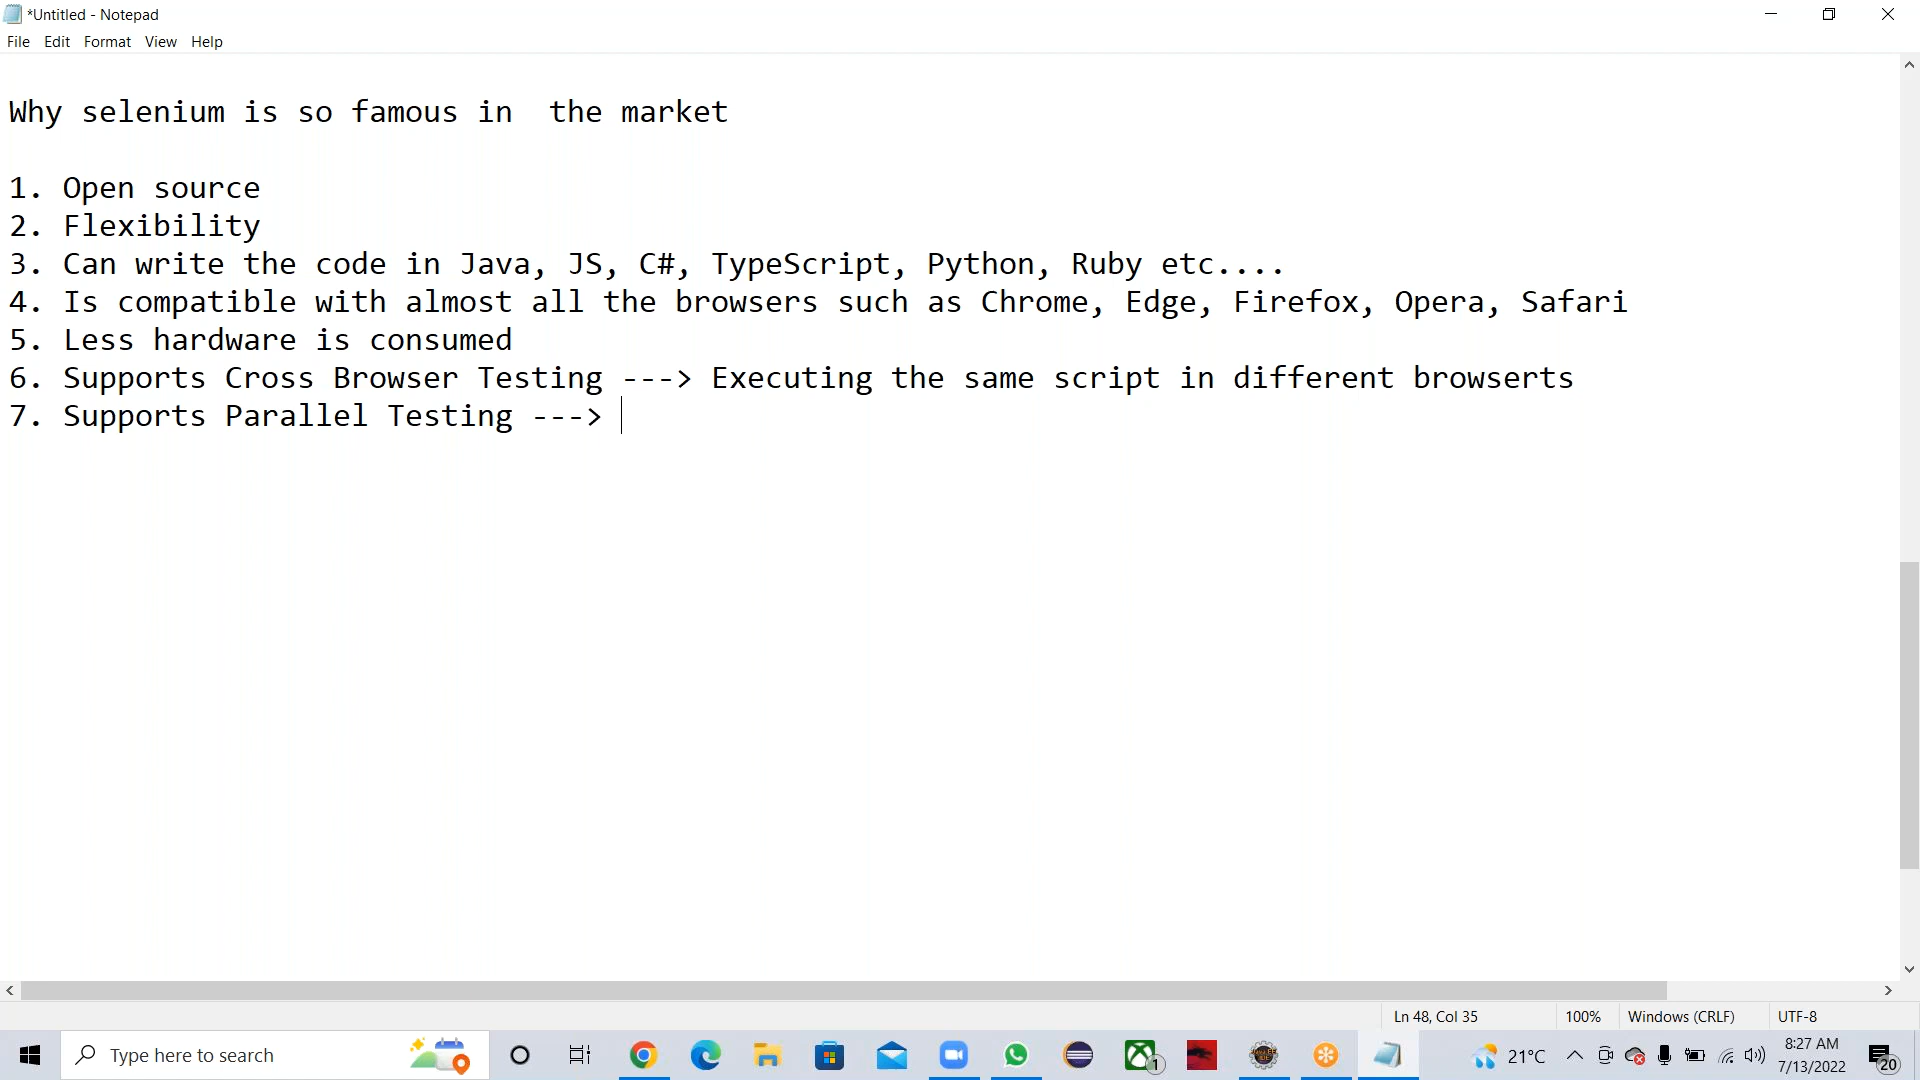 *Untitled - Notepad
File Edit Format View Help
Why selenium is so famous in  the market
1. Open source
2. Flexibility
3. Can write the code in Java, JS, C#, TypeScript, Python, Ruby etc....
4. Is compatible with almost all the browsers such as Chrome, Edge, Firefox, Opera, Safari
5. Less hardware is consumed
6. Supports Cross Browser Testing ---> Executing the same script in different browserts
7. Supports Parallel Testing --->
Ln 48, Col 35 100% Windows (CRLF) UTF-8
Type here to search
1
21°C
8:27 AM
7/13/2022
20